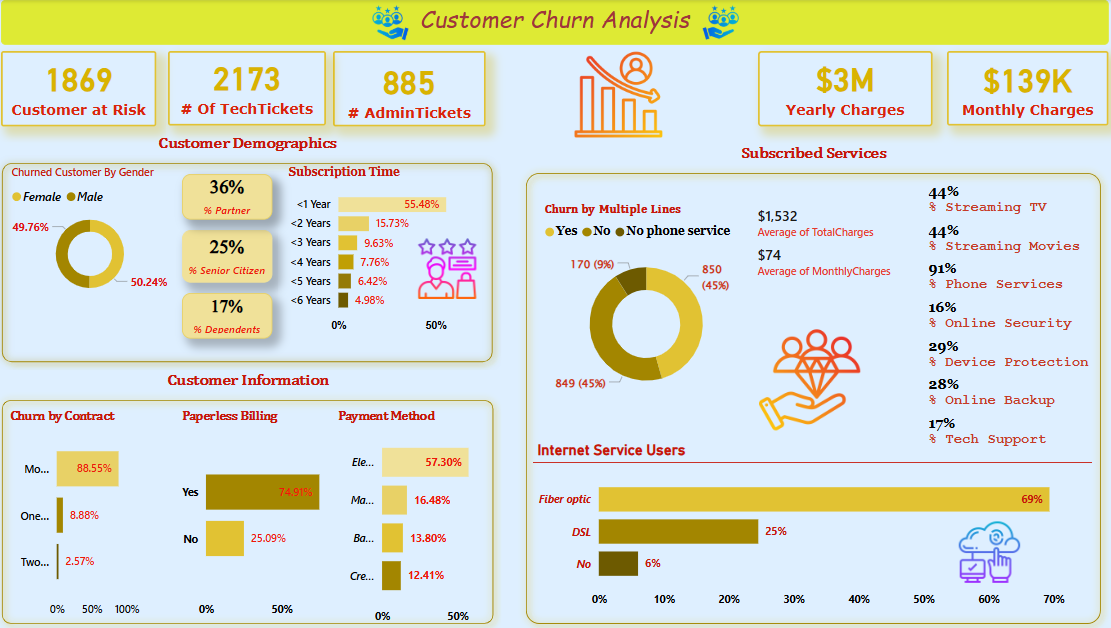 Customer Churn Analysis
1869
Customer at Risk
2173
# Of TechTickets
885
# AdminTickets
$3M
Yearly Charges
$139K
Monthly Charges
Customer Demographics
Churned Customer By Gender
Female Male
49.76%
50.24%
36%
% Partner
25%
% Senior Citizen
17%
% Dependents
Subscription Time
<1 Year 55.48%
<2 Years 15.73%
<3 Years 9.63%
<4 Years 7.76%
<5 Years 6.42%
<6 Years 4.98%
0% 50%
Customer Information
Churn by Contract
Mo... 88.55%
One... 8.88%
Two... 2.57%
0% 50% 100%
Paperless Billing
Yes 74.91%
No 25.09%
0% 50%
Payment Method
Ele... 57.30%
Ma... 16.48%
Ba... 13.80%
Cre... 12.41%
0% 50%
Subscribed Services
Churn by Multiple Lines
Yes No No phone service
170 (9%)
850
(45%)
849 (45%)
$1,532
Average of TotalCharges
$74
Average of MonthlyCharges
44%
% Streaming TV
44%
% Streaming Movies
91%
% Phone Services
16%
% Online Security
29%
% Device Protection
28%
% Online Backup
17%
% Tech Support
Internet Service Users
Fiber optic 69%
DSL 25%
No 6%
0% 10% 20% 30% 40% 50% 60% 70%